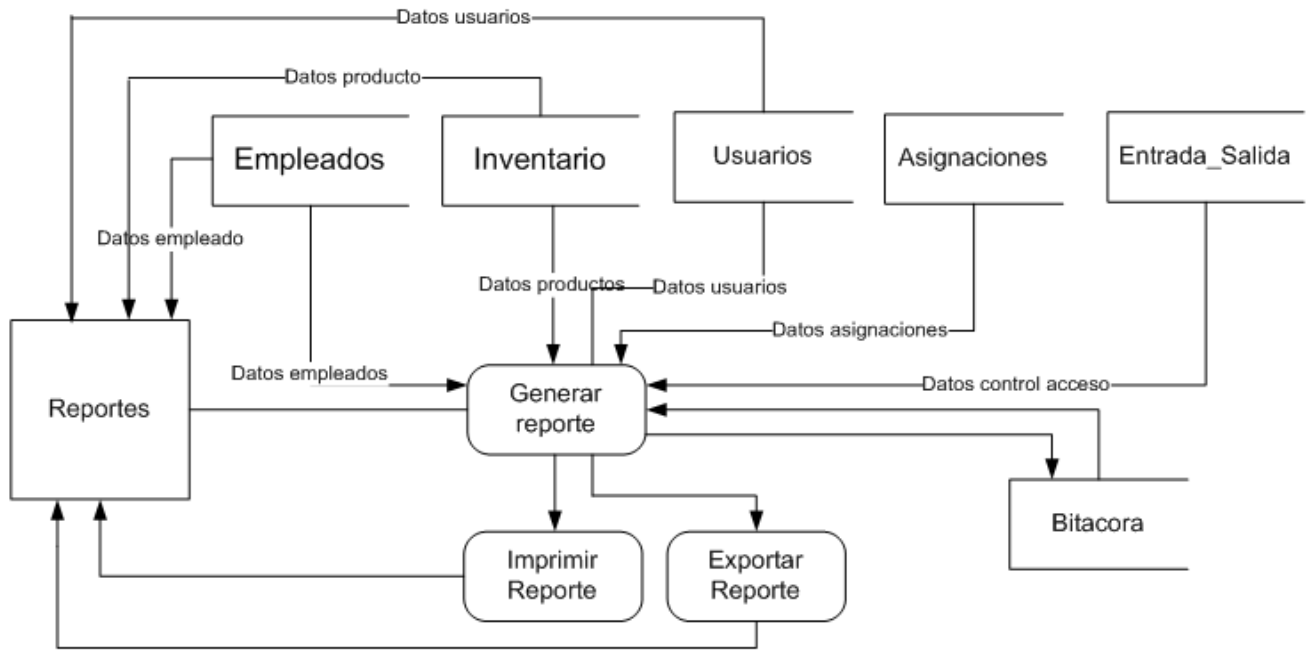 Datos usuarios
Datos producto
Empleados
Inventario
Usuarios
Asignaciones
Entrada_Salida
Datos empleado
Datos productos
Datos usuarios
Datos asignaciones
Datos empleados
Datos control acceso
Reportes
Generar
reporte
Bitacora
Imprimir
Reporte
Exportar
Reporte